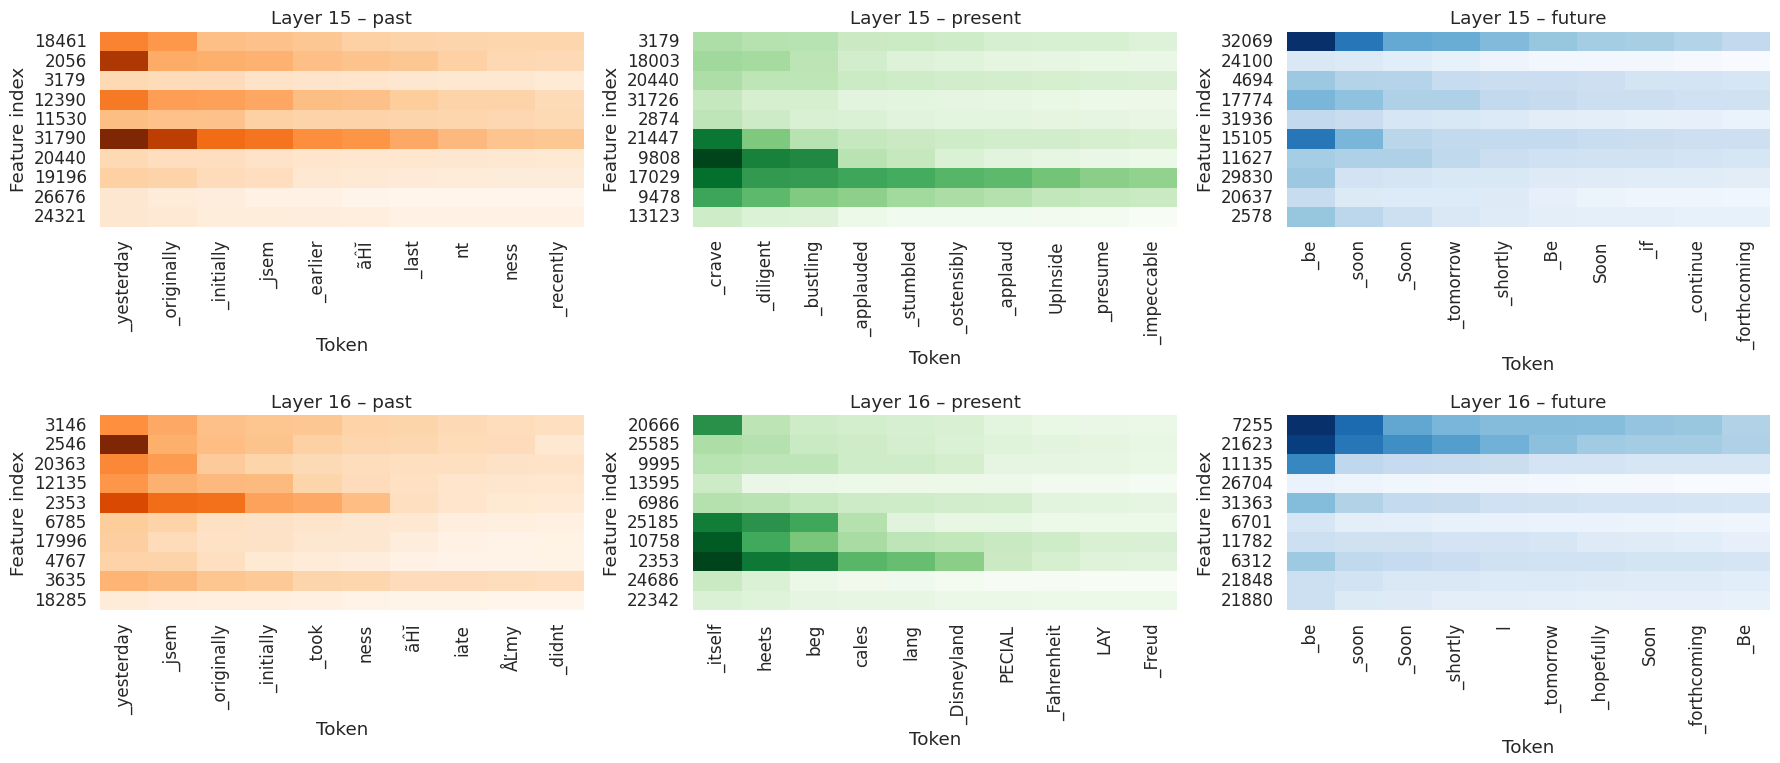 Layer 15 – past
Feature index
18461
2056
3179
12390
11530
31790
20440
19196
26676
24321
_yesterday
_originally
_initially
_jsem
_earlier
ãĤĪ
_last
nt
ness
_recently
Token
Layer 15 – present
Feature index
3179
18003
20440
31726
2874
21447
9808
17029
9478
13123
_crave
_diligent
_bustling
_applauded
_stumbled
_ostensibly
_applaud
UpInside
_presume
_impeccable
Token
Layer 15 – future
Feature index
32069
24100
4694
17774
31936
15105
11627
29830
20637
2578
_be
_soon
_Soon
_tomorrow
_shortly
_Be
Soon
_if
_continue
_forthcoming
Token
Layer 16 – past
Feature index
3146
2546
20363
12135
2353
6785
17996
4767
3635
18285
_yesterday
_jsem
_originally
_initially
_took
ness
ãĤĪ
iate
ÅĽmy
_didnt
Token
Layer 16 – present
Feature index
20666
25585
9995
13595
6986
25185
10758
2353
24686
22342
_itself
heets
beg
cales
lang
_Disneyland
PECIAL
_Fahrenheit
LAY
_Freud
Token
Layer 16 – future
Feature index
7255
21623
11135
26704
31363
6701
11782
6312
21848
21880
_be
_soon
_Soon
_shortly
l
_tomorrow
_hopefully
Soon
_forthcoming
_Be
Token